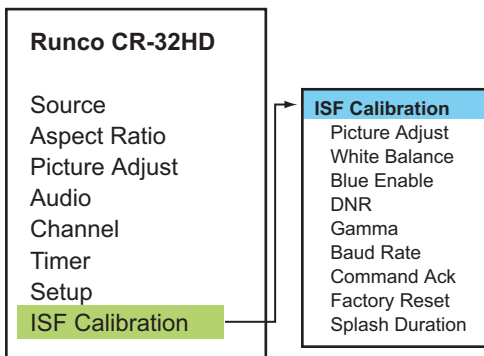 Runco CR-32HD
Source
Aspect Ratio
Picture Adjust
Audio
Channel
Timer
Setup
ISF Calibration
ISF Calibration
Picture Adjust
White Balance
Blue Enable
DNR
Gamma
Baud Rate
Command Ack
Factory Reset
Splash Duration